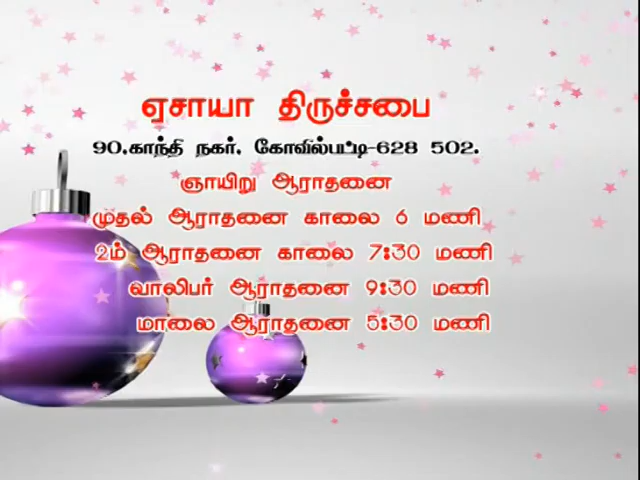 ஏசாயா திருச்சபை
90,காந்தி நகர், கோவில்பட்டி-628 502.
ஞாயிறு ஆராதனை
முதல் ஆராதனை காலை 6 மணி
2ம் ஆராதனை காலை 7:30 மணி
வாலிபர் ஆராதனை 9:30 மணி
மாலை ஆராதனை 5:30 மணி